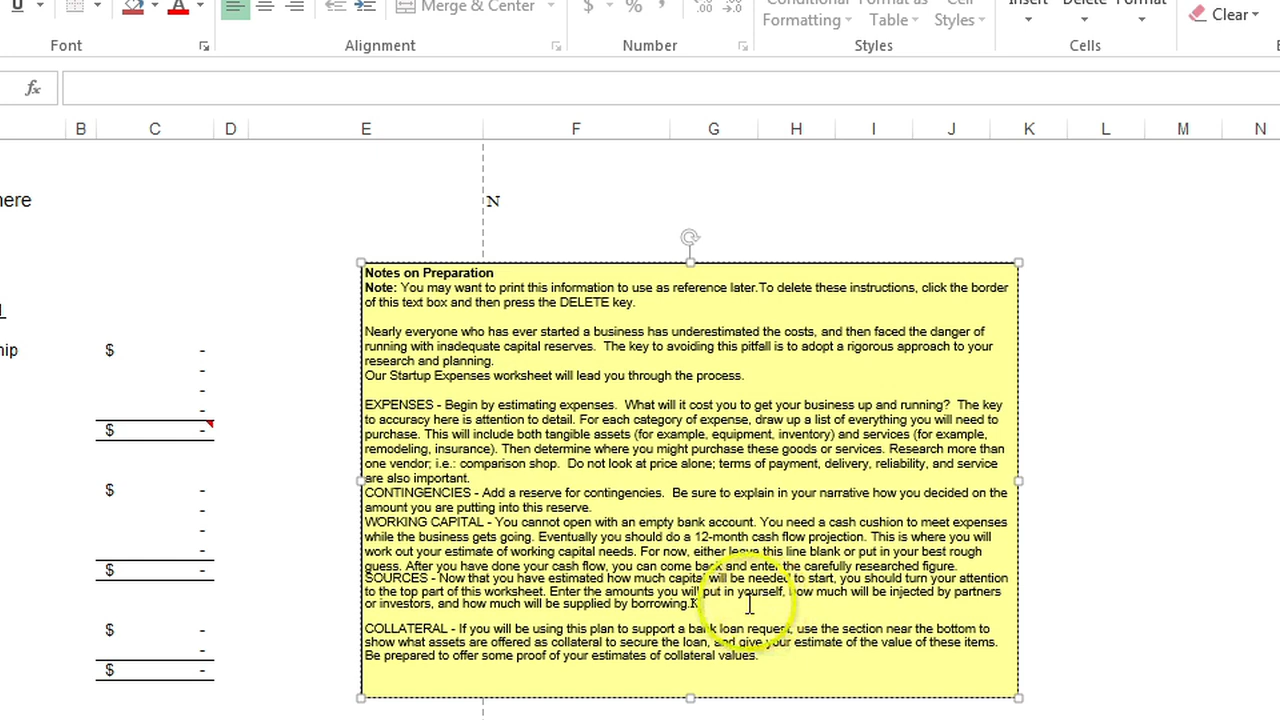 U A
Merge & Center $ % , .00 .0
Formatting Table Styles
Insert Delete Format
Clear
Font Alignment Number Styles Cells
fx
B C D E F G H I J K L M N
nere N
Notes on Preparation
Note: You may want to print this information to use as reference later.To delete these instructions, click the border
of this text box and then press the DELETE key.
Nearly everyone who has ever started a business has underestimated the costs, and then faced the danger of
running with inadequate capital reserves. The key to avoiding this pitfall is to adopt a rigorous approach to your
research and planning.
Our Startup Expenses worksheet will lead you through the process.
EXPENSES - Begin by estimating expenses. What will it cost you to get your business up and running? The key
to accuracy here is attention to detail. For each category of expense, draw up a list of everything you will need to
purchase. This will include both tangible assets (for example, equipment, inventory) and services (for example,
remodeling, insurance). Then determine where you might purchase these goods or services. Research more than
one vendor; i.e.: comparison shop. Do not look at price alone; terms of payment, delivery, reliability, and service
are also important.
CONTINGENCIES - Add a reserve for contingencies. Be sure to explain in your narrative how you decided on the
amount you are putting into this reserve.
WORKING CAPITAL - You cannot open with an empty bank account. You need a cash cushion to meet expenses
while the business gets going. Eventually you should do a 12-month cash flow projection. This is where you will
work out your estimate of working capital needs. For now, either leave this line blank or put in your best rough
guess. After you have done your cash flow, you can come back and enter the carefully researched figure.
SOURCES - Now that you have estimated how much capital will be needed to start, you should turn your attention
to the top part of this worksheet. Enter the amounts you will put in yourself, how much will be injected by partners
or investors, and how much will be supplied by borrowing.
COLLATERAL - If you will be using this plan to support a bank loan request, use the section near the bottom to
show what assets are offered as collateral to secure the loan, and give your estimate of the value of these items.
Be prepared to offer some proof of your estimates of collateral values.
hip $ -
-
-
-
$ -
$ -
-
-
-
$ -
$ -
-
$ -